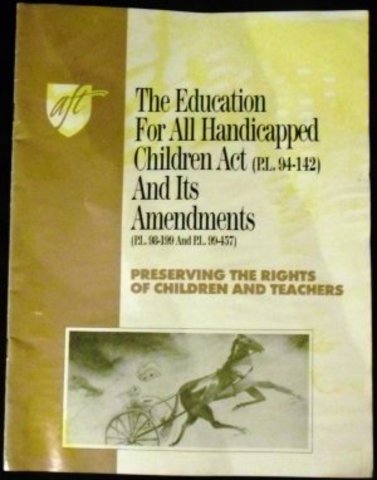 aft
The Education
For All Handicapped
Children Act (P.L. 94-142)
And Its
Amendments
(P.L. 98-199 And P.L. 99-457)
PRESERVING THE RIGHTS
OF CHILDREN AND TEACHERS